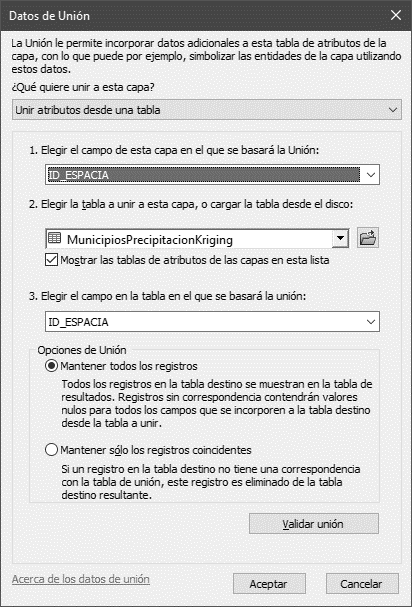 Datos de Unión
La Unión le permite incorporar datos adicionales a esta tabla de atributos de la
capa, con lo que puede por ejemplo, simbolizar las entidades de la capa utilizando
estos datos.
¿Qué quiere unir a esta capa?
Unir atributos desde una tabla
1. Elegir el campo de esta capa en el que se basará la Unión:
ID_ESPACIA
2. Elegir la tabla a unir a esta capa, o cargar la tabla desde el disco:
MunicipiosPrecipitacionKriging
Mostrar las tablas de atributos de las capas en esta lista
3. Elegir el campo en la tabla en el que se basará la unión:
ID_ESPACIA
Opciones de Unión
Mantener todos los registros
Todos los registros en la tabla destino se muestran en la tabla de
resultados. Registros sin correspondencia contendrán valores
nulos para todos los campos que se incorporen a la tabla destino
desde la tabla a unir.
Mantener sólo los registros coincidentes
Si un registro en la tabla destino no tiene una correspondencia
con la tabla de unión, este registro es eliminado de la tabla
destino resultante.
Validar unión
Acerca de los datos de unión
Aceptar
Cancelar